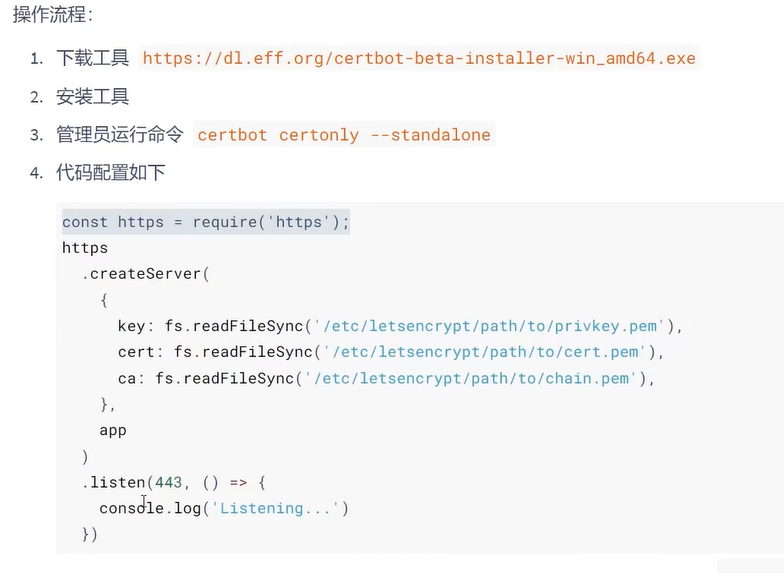 操作流程：
1. 下载工具 https://dl.eff.org/certbot-beta-installer-win_amd64.exe
2. 安装工具
3. 管理员运行命令 certbot certonly --standalone
4. 代码配置如下
const https = require('https');
https
  .createServer(
    {
      key: fs.readFileSync('/etc/letsencrypt/path/to/privkey.pem'),
      cert: fs.readFileSync('/etc/letsencrypt/path/to/cert.pem'),
      ca: fs.readFileSync('/etc/letsencrypt/path/to/chain.pem'),
    },
    app
  )
  .listen(443, () => {
    console.log('Listening...')
  })